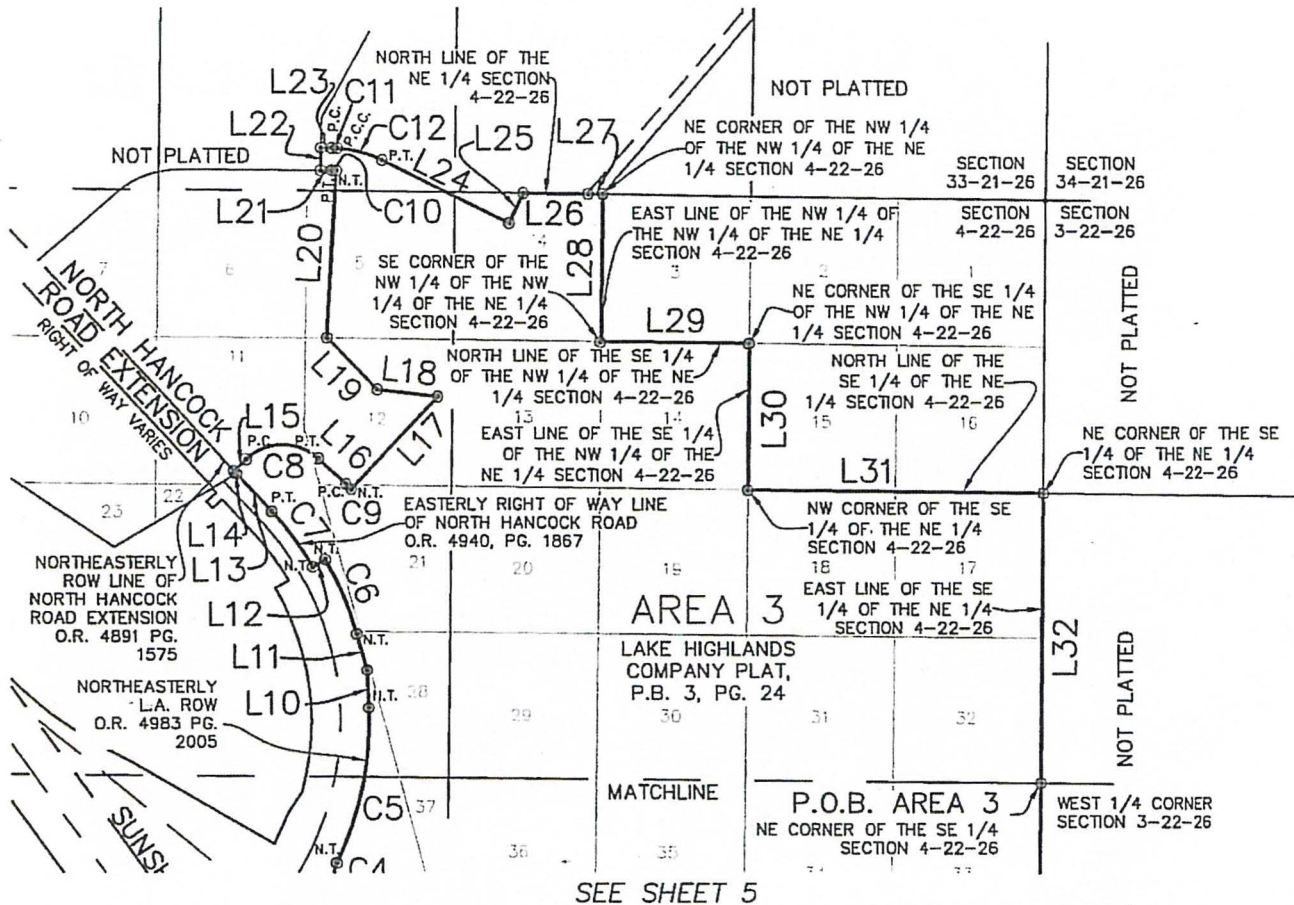 NORTH LINE OF THE
NE 1/4 SECTION
4-22-26
L23
C11
P.C.
P.C.C.
C12
NOT PLATTED
L22
L25
L27
NE CORNER OF THE NW 1/4
OF THE NW 1/4 OF THE NE
1/4 SECTION 4-22-26
NOT PLATTED
P.T.
L24
SECTION
33-21-26
SECTION
34-21-26
L21
P.T.
N.T.
C10
L26
SECTION
4-22-26
SECTION
3-22-26
L20
L28
EAST LINE OF THE NW 1/4 OF
THE NW 1/4 OF THE NE 1/4
SECTION 4-22-26
7
6
5
4
3
2
1
SE CORNER OF THE
NW 1/4 OF THE NW
1/4 OF THE NE 1/4
SECTION 4-22-26
NOT PLATTED
NORTH HANCOCK
ROAD EXTENSION
RIGHT OF WAY VARIES
L29
NE CORNER OF THE SE 1/4
OF THE NW 1/4 OF THE NE
1/4 SECTION 4-22-26
11
L19
L18
NORTH LINE OF THE SE 1/4
OF THE NW 1/4 OF THE NE
1/4 SECTION 4-22-26
NORTH LINE OF THE
SE 1/4 OF THE NE
1/4 SECTION 4-22-26
10
12
13
14
15
16
L15
P.C.
P.T.
C8
L16
L17
L30
EAST LINE OF THE SE 1/4
OF THE NW 1/4 OF THE
NE 1/4 SECTION 4-22-26
NE CORNER OF THE SE
1/4 OF THE NE 1/4
SECTION 4-22-26
L31
22
23
P.C.
N.T.
C9
P.T.
C7
EASTERLY RIGHT OF WAY LINE
OF NORTH HANCOCK ROAD
O.R. 4940, PG. 1867
NW CORNER OF THE SE
1/4 OF THE NE 1/4
SECTION 4-22-26
L14
L13
NORTHEASTERLY
ROW LINE OF
NORTH HANCOCK
ROAD EXTENSION
O.R. 4891 PG.
1575
N.T.
N.T.
L12
C6
21
20
19
18
17
EAST LINE OF THE SE
1/4 OF THE NE 1/4
SECTION 4-22-26
L32
AREA 3
LAKE HIGHLANDS
COMPANY PLAT,
P.B. 3, PG. 24
N.T.
L11
L10
N.T.
NORTHEASTERLY
L.A. ROW
O.R. 4983 PG.
2005
28
29
30
31
32
NOT PLATTED
MATCHLINE
P.O.B. AREA 3
NE CORNER OF THE SE 1/4
SECTION 4-22-26
WEST 1/4 CORNER
SECTION 3-22-26
C5
37
36
35
N.T.
C4
SEE SHEET 5